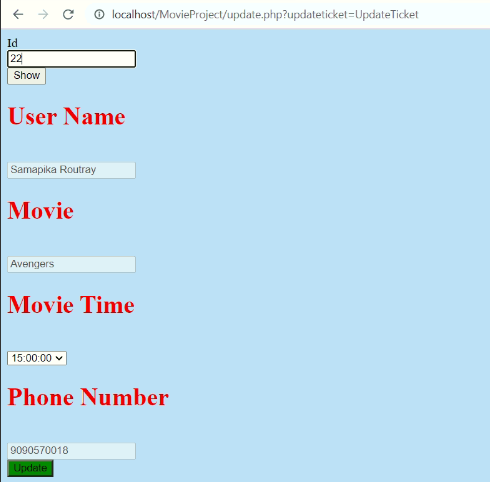 localhost/MovieProject/update.php?updateticket=UpdateTicket
Id
22
Show
User Name
Samapika Routray
Movie
Avengers
Movie Time
15:00:00
Phone Number
9090570018
Update